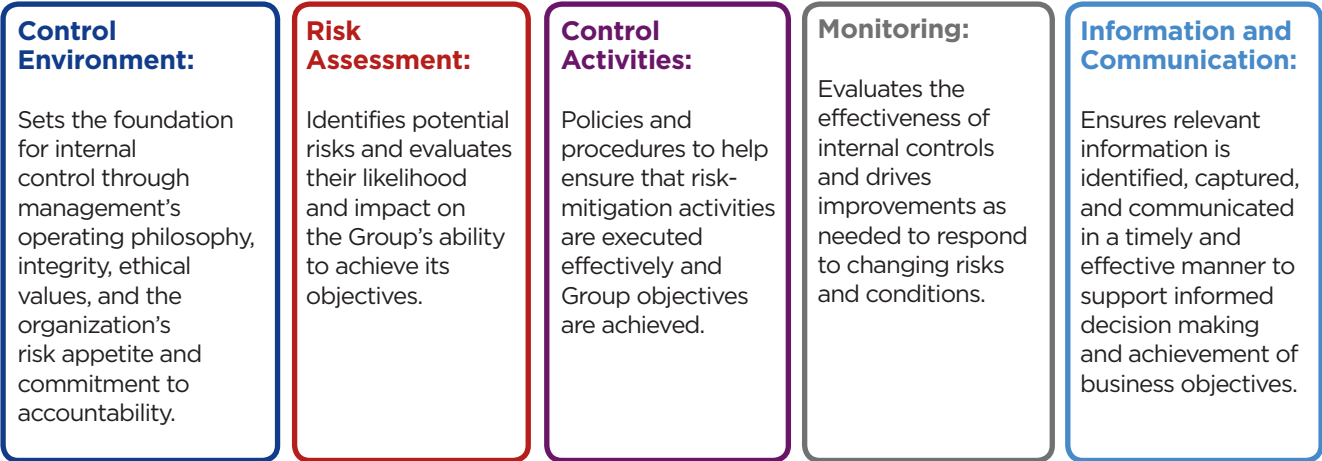 Control
Environment:
Sets the foundation
for internal
control through
management's
operating philosophy,
integrity, ethical
values, and the
organization's
risk appetite and
commitment to
accountability.
Risk
Assessment:
Identifies potential
risks and evaluates
their likelihood
and impact on
the Group's ability
to achieve its
objectives.
Control
Activities:
Policies and
procedures to help
ensure that risk-
mitigation activities
are executed
effectively and
Group objectives
are achieved.
Monitoring:
Evaluates the
effectiveness of
internal controls
and drives
improvements as
needed to respond
to changing risks
and conditions.
Information and
Communication:
Ensures relevant
information is
identified, captured,
and communicated
in a timely and
effective manner to
support informed
decision making
and achievement of
business objectives.